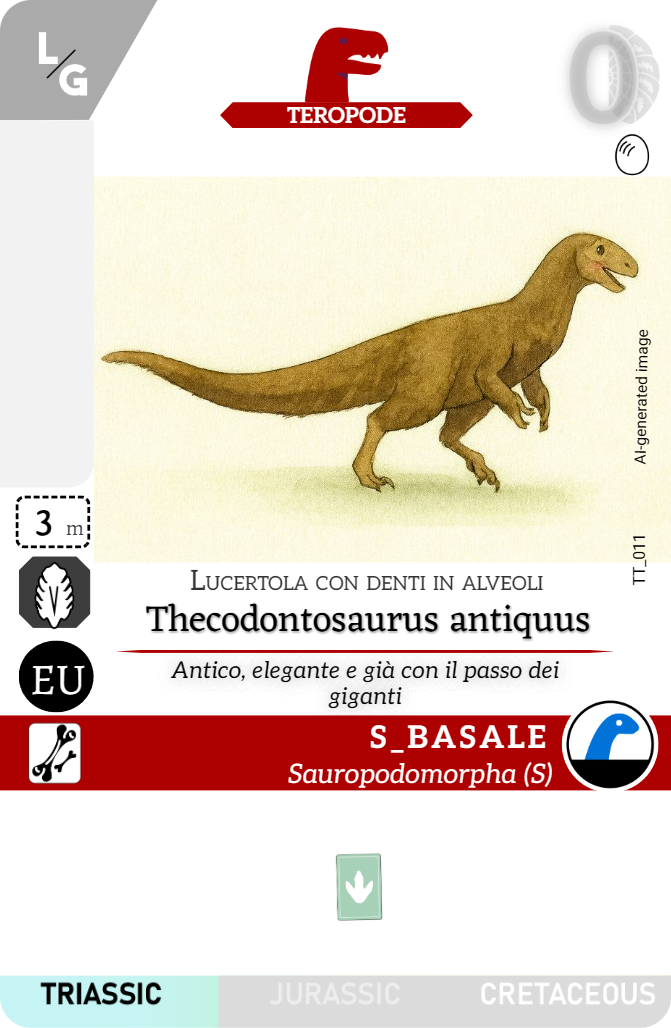 L
G
TEROPODE
0
AI-generated image
3 m
TT_011
Lucertola con denti in alveoli
Thecodontosaurus antiquus
EU
Antico, elegante e già con il passo dei
giganti
S_BASALE
Sauropodomorpha (S)
TRIASSIC JURASSIC CRETACEOUS